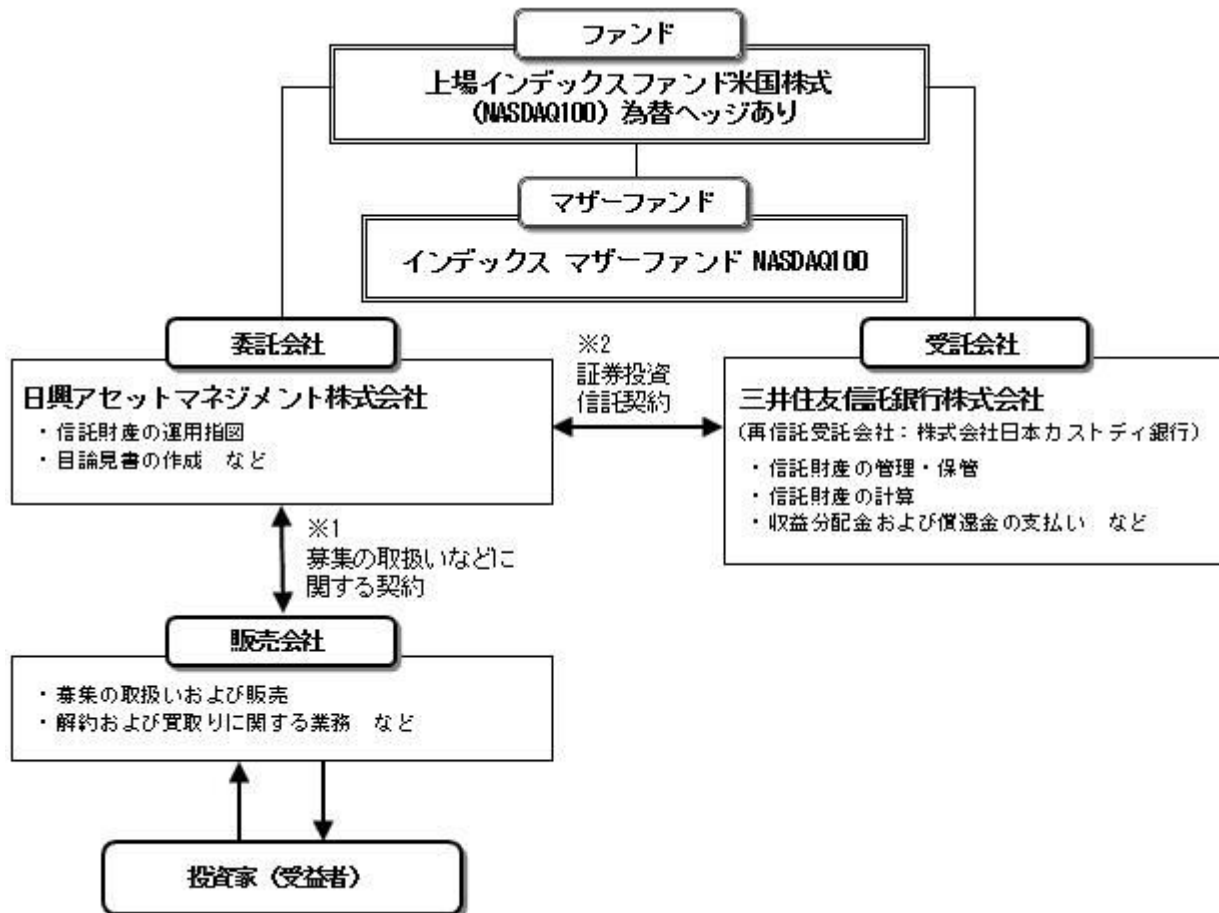 ファンド
上場インデックスファンド米国株式
(NASDAQ100) 為替ヘッジあり
マザーファンド
インデックス マザーファンド NASDAQ100
委託会社
日興アセットマネジメント株式会社
・信託財産の運用指図
・目論見書の作成 など
※2
証券投資
信託契約
受託会社
三井住友信託銀行株式会社
(再信託受託会社：株式会社日本カストディ銀行)
・信託財産の管理・保管
・信託財産の計算
・収益分配金および償還金の支払い など
※1
募集の取扱いなどに
関する契約
販売会社
・募集の取扱いおよび販売
・解約および買取りに関する業務 など
投資家 (受益者)